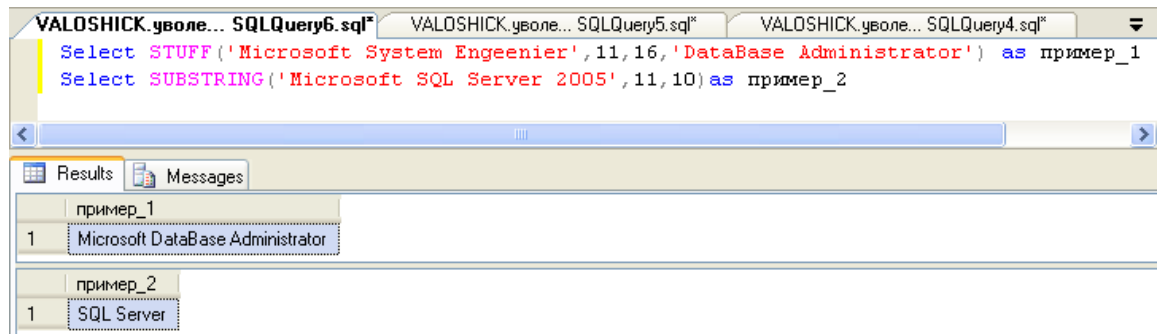 VALOSHICK.уволе... SQLQuery6.sql* VALOSHICK.уволе... SQLQuery5.sql* VALOSHICK.уволе... SQLQuery4.sql*
Select STUFF('Microsoft System Engeenier',11,16,'DataBase Administrator') as пример_1
Select SUBSTRING('Microsoft SQL Server 2005',11,10)as пример_2
Results Messages
пример_1
1 Microsoft DataBase Administrator
пример_2
1 SQL Server